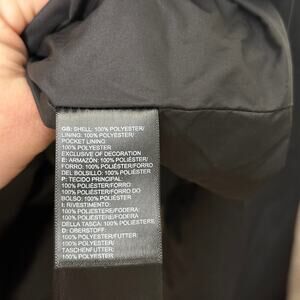 GB: SHELL: 100% POLYESTER/
LINING: 100% POLYESTER/
POCKET LINING:
100% POLYESTER
EXCLUSIVE OF DECORATION
E: ARMAZÓN: 100% POLIÉSTER/
FORRO: 100% POLIÉSTER/FORRO
DEL BOLSILLO: 100% POLIÉSTER
P: TECIDO PRINCIPAL:
100% POLIÉSTER/FORRO:
100% POLIÉSTER/FORRO DO
BOLSO: 100% POLIÉSTER
I: RIVESTIMENTO:
100% POLIESTERE/FODERA:
100% POLIESTERE/FODERA
DELLA TASCA: 100% POLIESTERE
D: OBERSTOFF:
100% POLYESTER/FUTTER:
100% POLYESTER/
TASCHENFUTTER:
100% POLYESTER